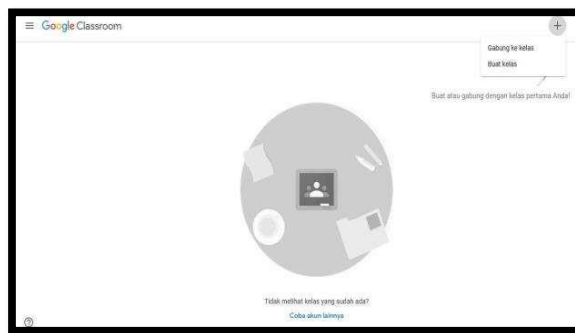 Google Classroom
Gabung ke kelas
Buat kelas
Buat atau gabung dengan kelas pertama Anda!
Tidak melihat kelas yang sudah ada?
Coba akun lainnya